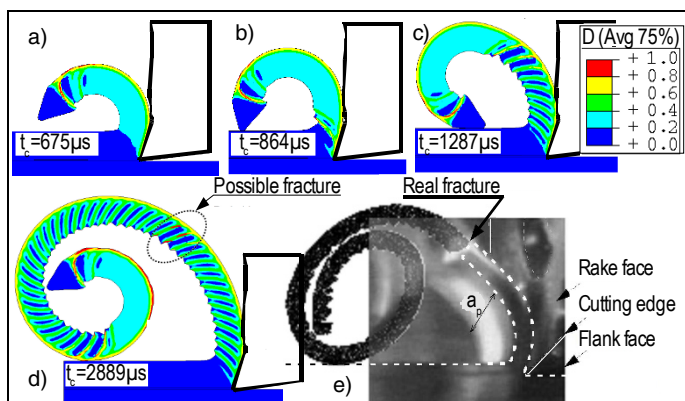 a)
b)
c)
D (Avg 75%)
+ 1.0
+ 0.8
+ 0.6
+ 0.4
+ 0.2
+ 0.0
tc=675µs
tc=864µs
tc=1287µs
Possible fracture
Real fracture
ap
Rake face
Cutting edge
Flank face
d)
tc=2889µs
e)